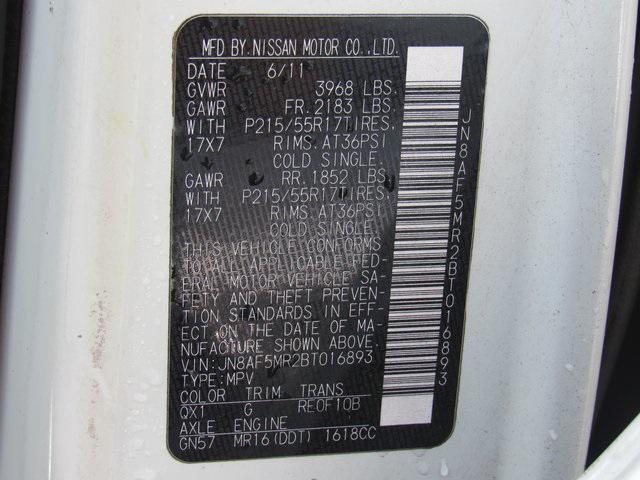 MFD BY NISSAN MOTOR CO.,LTD.
DATE 6/11
GVWR 3968 LBS.
GAWR FR. 2183 LBS.
WITH P215/55R17TIRES.
17X7 RIMS. AT36PSI
COLD SINGLE.
GAWR RR. 1852 LBS.
WITH P215/55R17TIRES.
17X7 RIMS. AT36PSI
COLD SINGLE.
THIS VEHICLE CONFORMS
TO ALL APPLICABLE FED-
ERAL MOTOR VEHICLE SA-
FETY AND THEFT PREVEN-
TION STANDARDS IN EFF-
ECT ON THE DATE OF MA-
NUFACTURE SHOWN ABOVE.
VIN:JN8AF5MR2BT016893
TYPE:MPV
COLOR TRIM TRANS
QX1 G RE0F10B
AXLE ENGINE
GN57 MR16(DDT) 1618CC
JN8AF5MR2BT016893